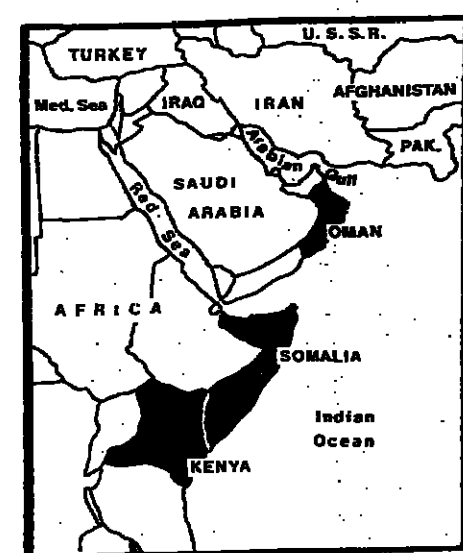 U.S.S.R.
TURKEY
AFGHANISTAN
Med. Sea
IRAQ
IRAN
PAK.
Arabian Gulf
SAUDI
ARABIA
Red Sea
OMAN
AFRICA
SOMALIA
Indian
Ocean
KENYA